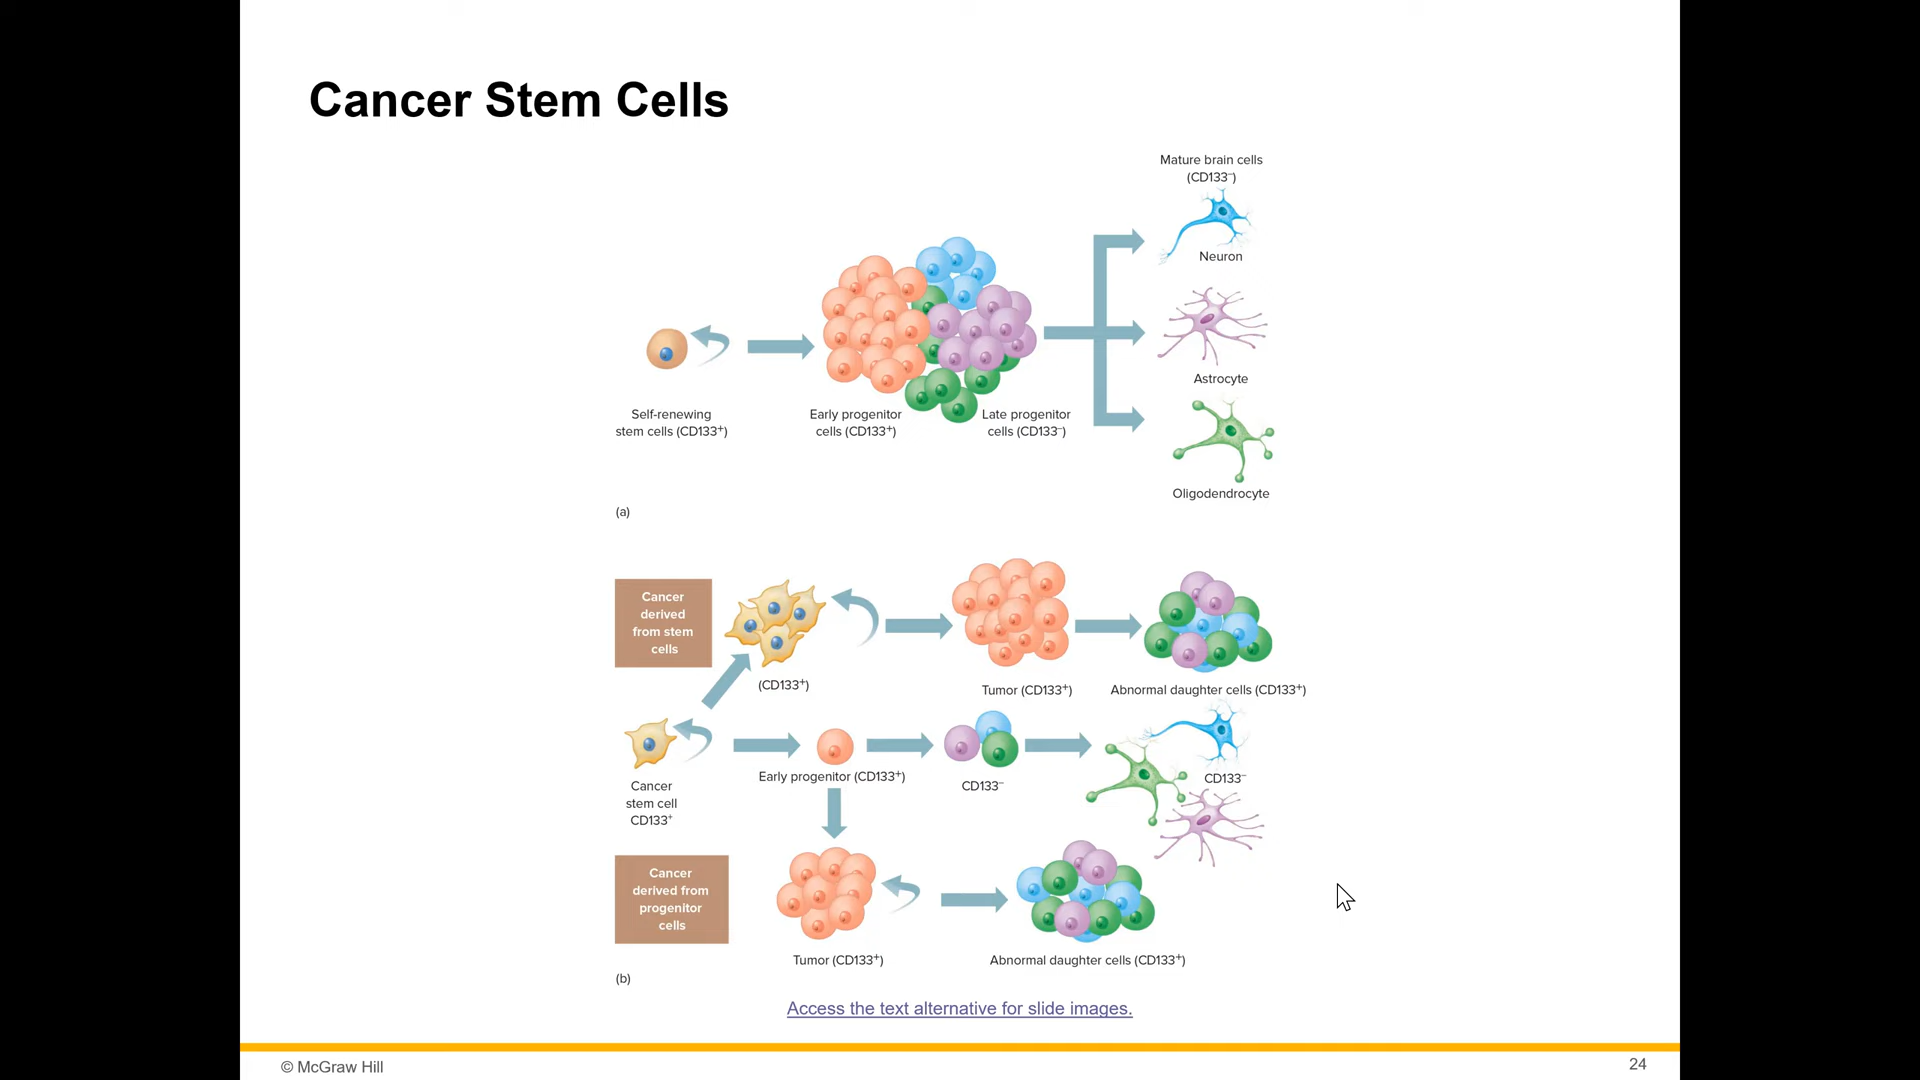 Cancer Stem Cells
Mature brain cells
(CD133⁻)
Neuron
Astrocyte
Oligodendrocyte
Self-renewing
stem cells (CD133⁺)
Early progenitor
cells (CD133⁺)
Late progenitor
cells (CD133⁻)
(a)
Cancer
derived
from stem
cells
(CD133⁺)
Tumor (CD133⁺)
Abnormal daughter cells (CD133⁺)
Cancer
stem cell
CD133⁺
Early progenitor (CD133⁺)
CD133⁻
CD133⁻
Cancer
derived from
progenitor
cells
Tumor (CD133⁺)
Abnormal daughter cells (CD133⁺)
(b)
Access the text alternative for slide images.
© McGraw Hill
24